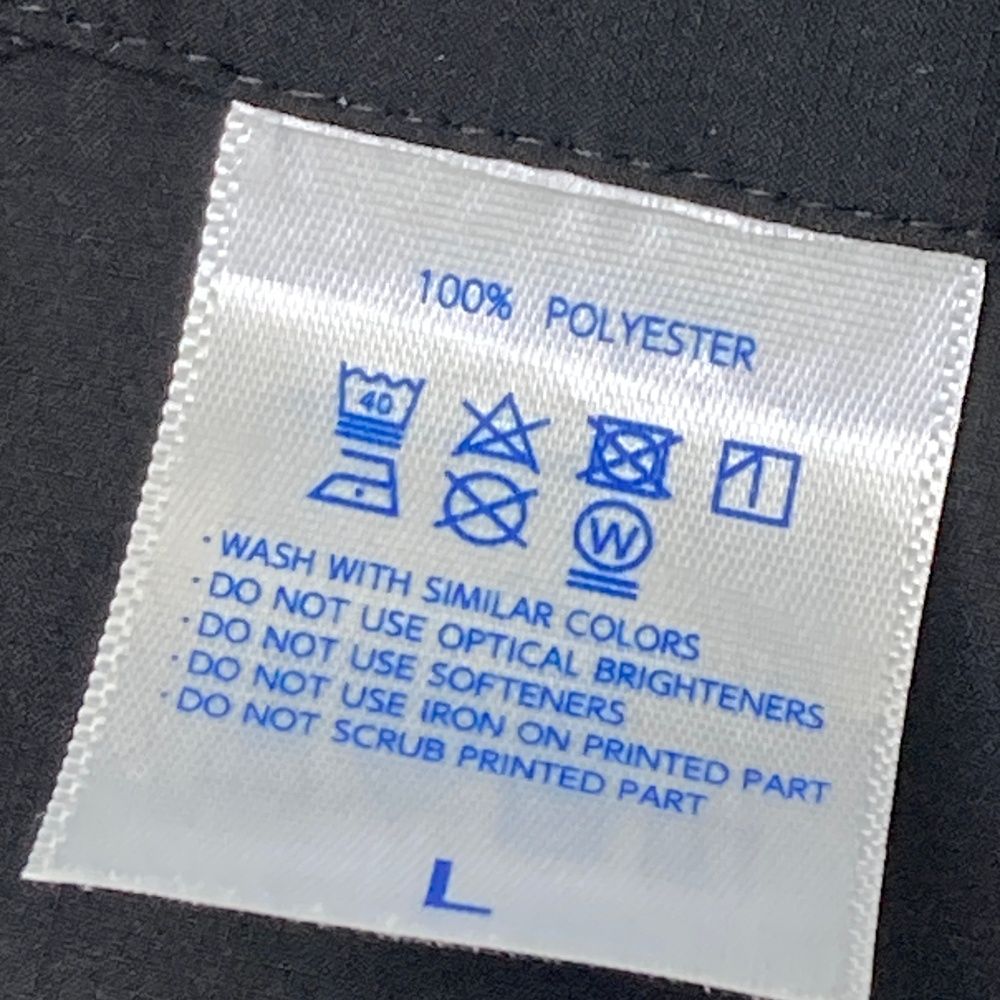 100% POLYESTER
40
W
· WASH WITH SIMILAR COLORS
· DO NOT USE OPTICAL BRIGHTENERS
· DO NOT USE SOFTENERS
· DO NOT USE IRON ON PRINTED PART
· DO NOT SCRUB PRINTED PART
L